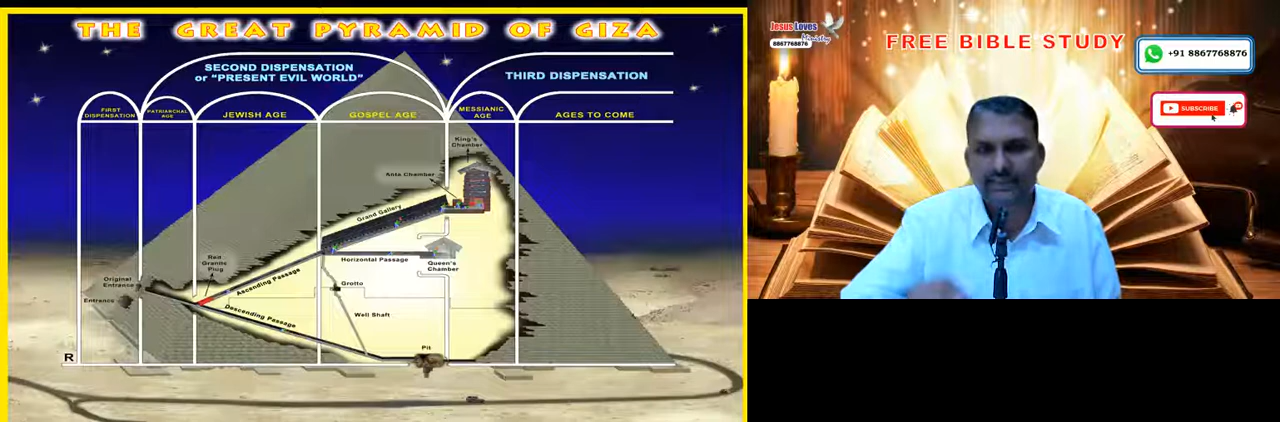 THE GREAT PYRAMID OF GIZA
SECOND DISPENSATION
or "PRESENT EVIL WORLD"
THIRD DISPENSATION
FIRST
DISPENSATION
PATRIARCHAL
AGE
JEWISH AGE
GOSPEL AGE
MESSIANIC
AGE
AGES TO COME
King's
Chamber
Ante Chamber
Grand Gallery
Red
Granite
Plug
Original
Entrance
Entrance
Ascending Passage
Horizontal Passage
Queen's
Chamber
Grotto
Descending Passage
Well Shaft
Pit
R
Jesus Loves
Ministry
8867768876
FREE BIBLE STUDY
+91 8867768876
SUBSCRIBE